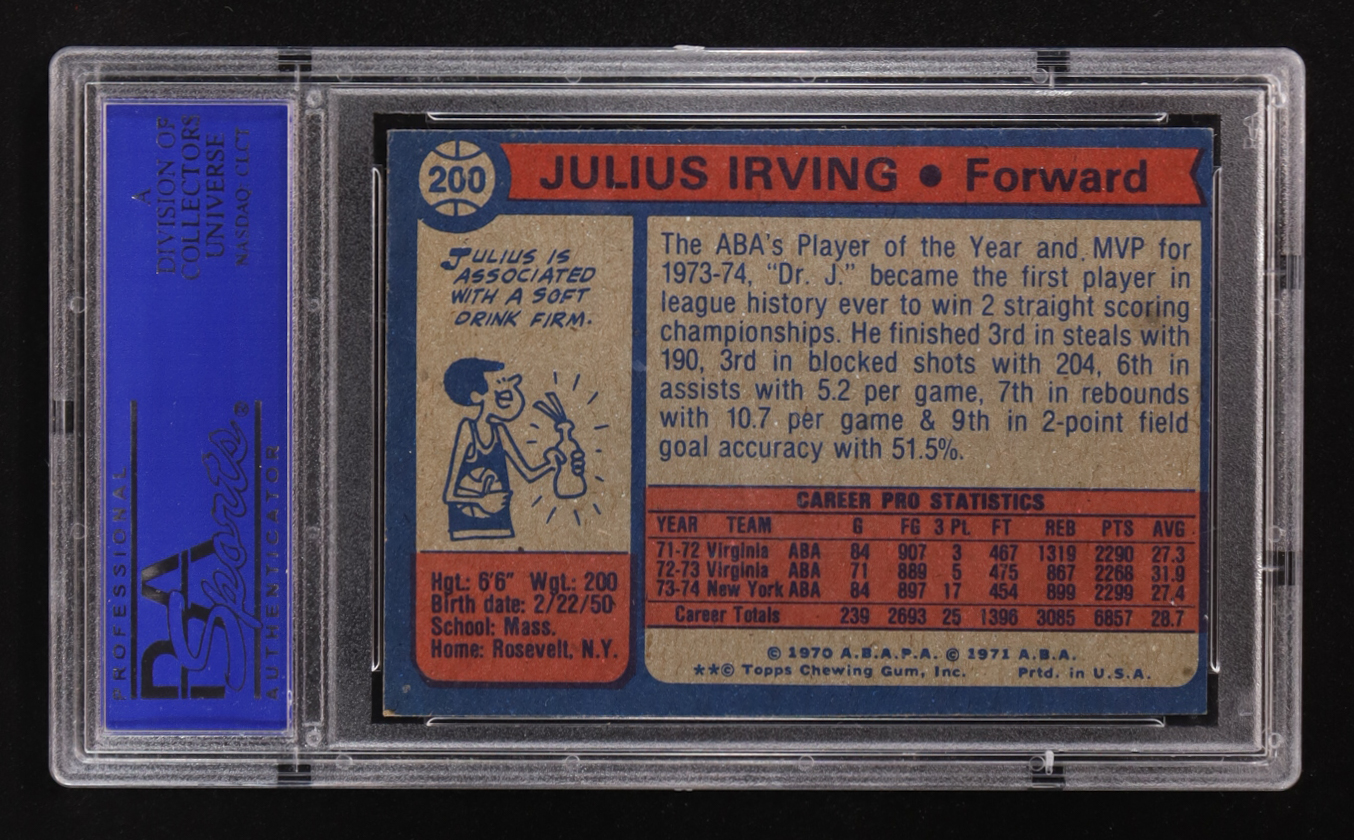 A
DIVISION OF
COLLECTORS
UNIVERSE
NASDAQ: CLCT
PROFESSIONAL
PSA
Sports®
AUTHENTICATOR
200
JULIUS IRVING • Forward
JULIUS IS
ASSOCIATED
WITH A SOFT
DRINK FIRM.
The ABA's Player of the Year and MVP for
1973-74, "Dr. J." became the first player in
league history ever to win 2 straight scoring
championships. He finished 3rd in steals with
190, 3rd in blocked shots with 204, 6th in
assists with 5.2 per game, 7th in rebounds
with 10.7 per game & 9th in 2-point field
goal accuracy with 51.5%.
Hgt.: 6'6" Wgt.: 200
Birth date: 2/22/50
School: Mass.
Home: Rosevelt, N.Y.
CAREER PRO STATISTICS
YEAR TEAM G FG 3 PL FT REB PTS AVG
71-72 Virginia ABA 84 907 3 467 1319 2290 27.3
72-73 Virginia ABA 71 889 5 475 867 2268 31.9
73-74 New York ABA 84 897 17 454 899 2299 27.4
Career Totals 239 2693 25 1396 3085 6857 28.7
© 1970 A.B.A.P.A. © 1971 A.B.A.
**© Topps Chewing Gum, Inc. Prtd. in U.S.A.